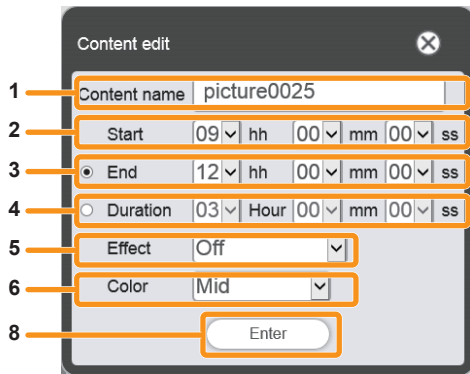 Content edit
1 Content name picture0025
2 Start 09 hh 00 mm 00 ss
3 End 12 hh 00 mm 00 ss
4 Duration 03 Hour 00 mm 00 ss
5 Effect Off
6 Color Mid
8 Enter